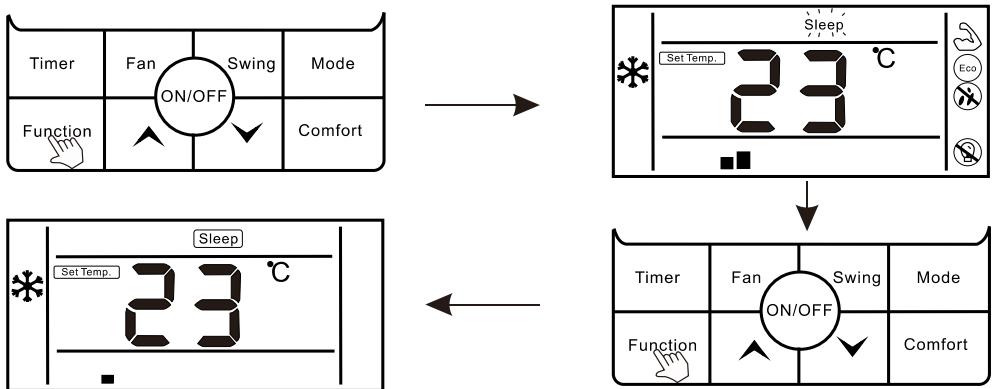 Timer Fan Swing Mode
ON/OFF
Function Comfort
Sleep
Set Temp. 23 °C
Eco
Sleep
Set Temp. 23 °C
Timer Fan Swing Mode
ON/OFF
Function Comfort